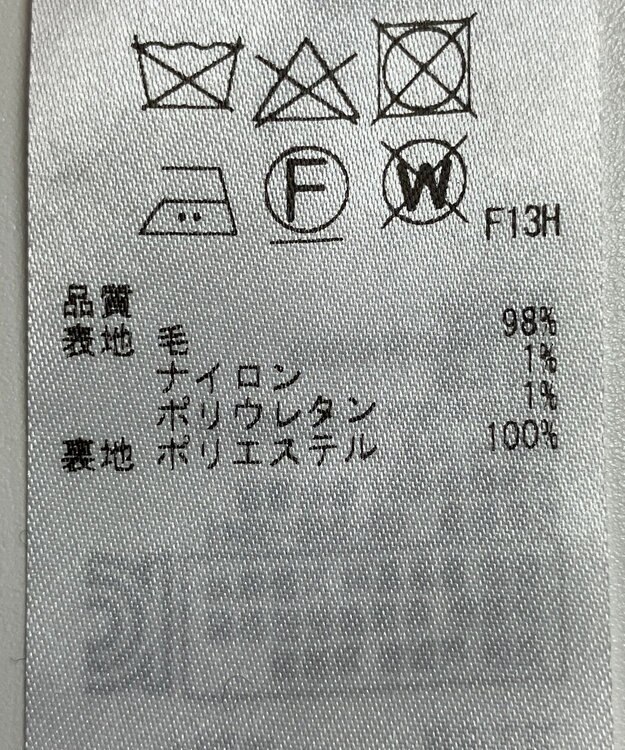 F W F13H
品質
表地 毛 98%
ナイロン 1%
ポリウレタン 1%
裏地 ポリエステル 100%